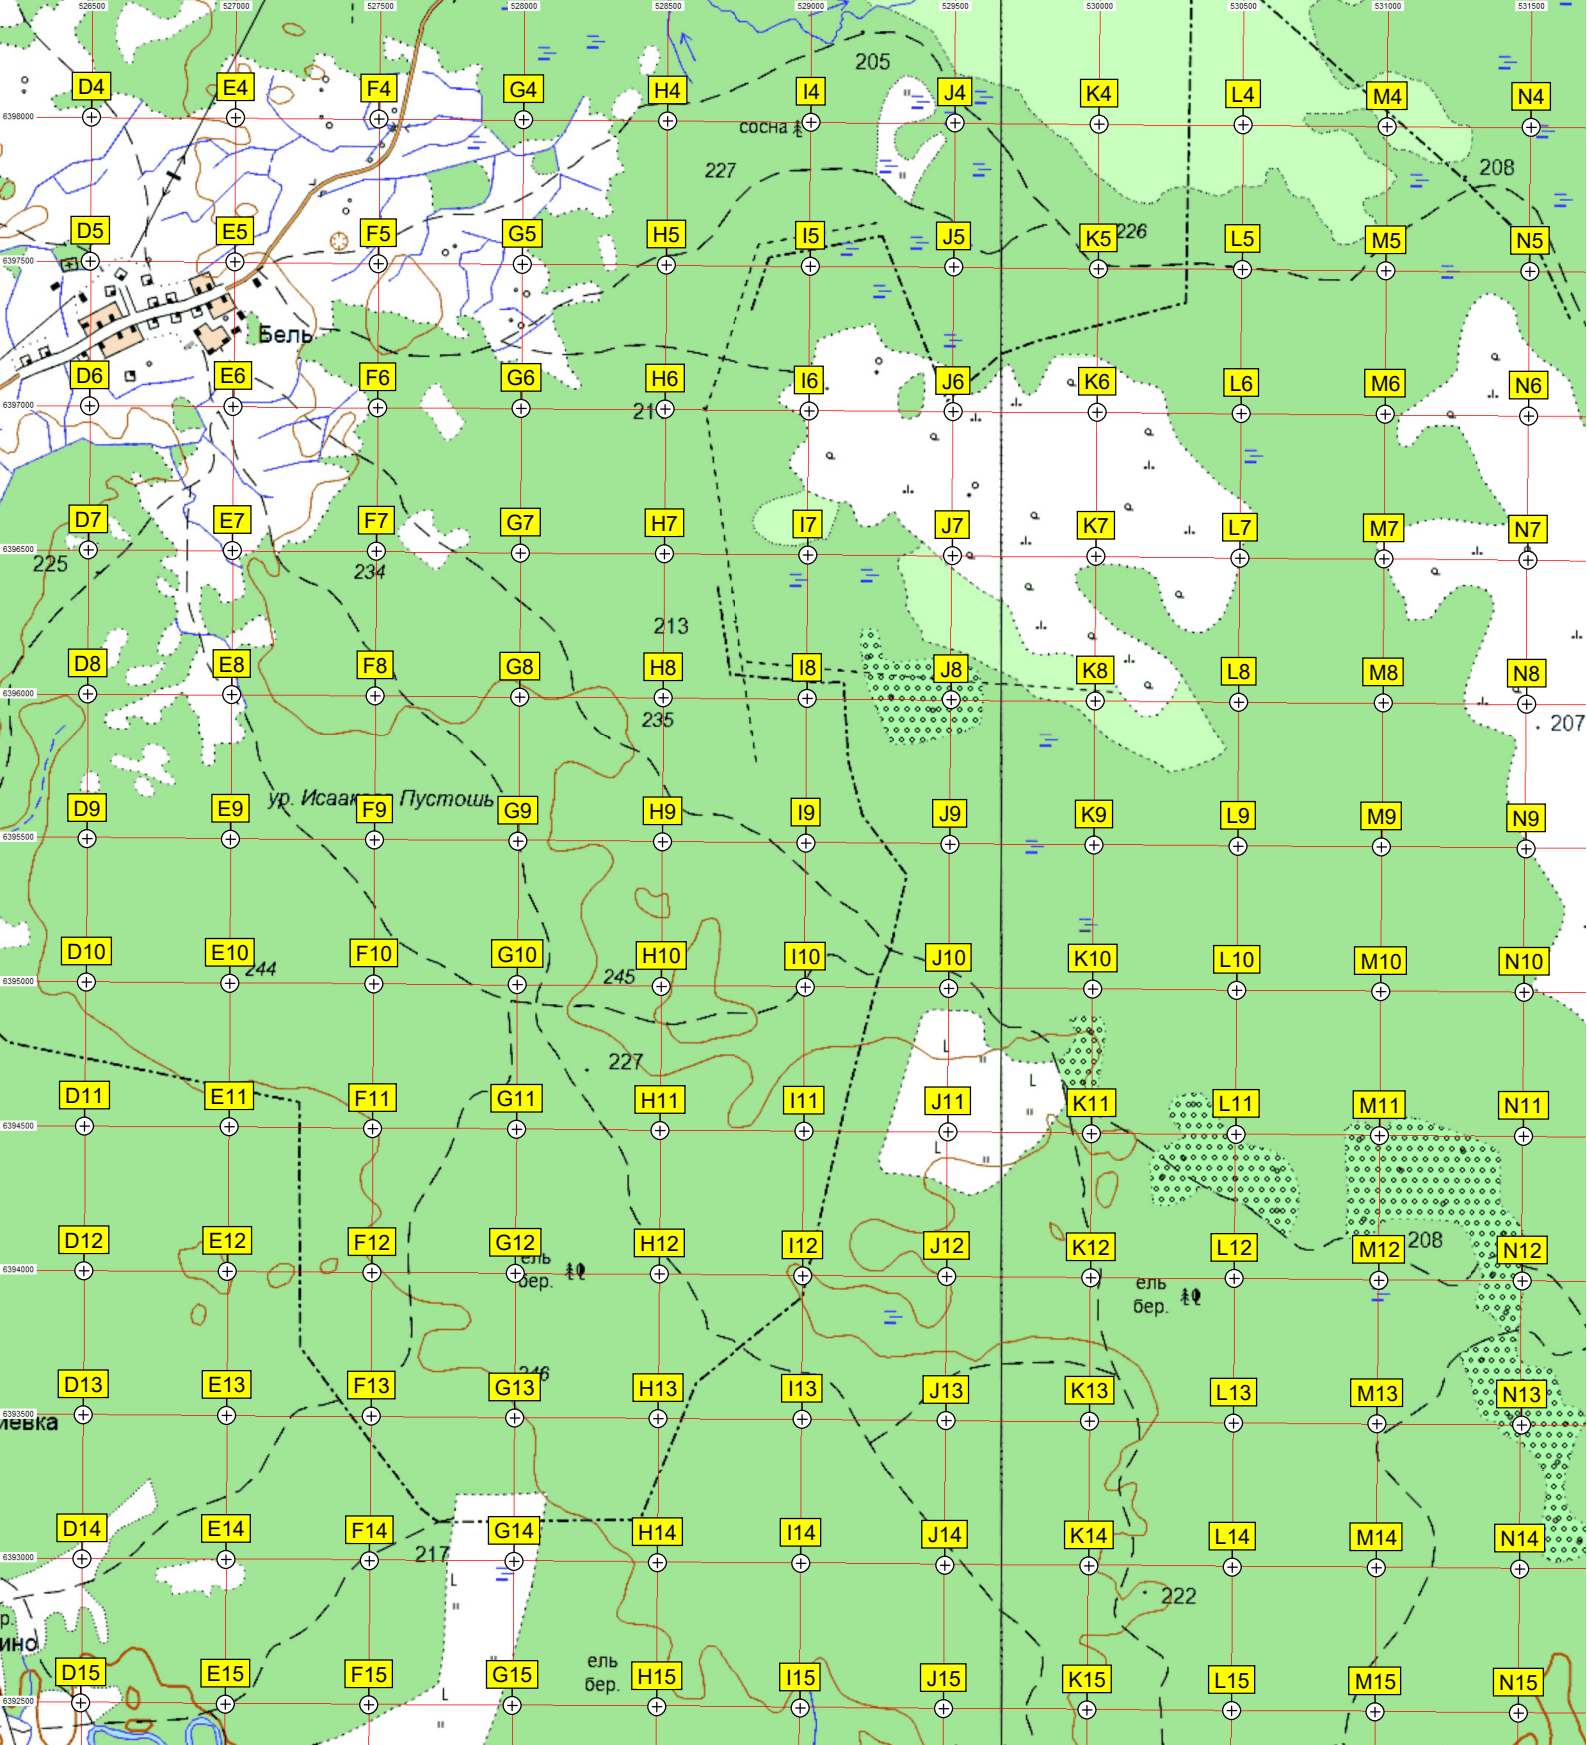 526500 527000 527500 528000 528500 529000 529500 530000 530500 531000 531500
205
D4 E4 F4 G4 H4 I4 J4 K4 L4 M4 N4
6398000
сосна
227
208
D5 E5 F5 G5 H5 I5 J5 K5 L5 M5 N5
226
6397500
Бель
D6 E6 F6 G6 H6 I6 J6 K6 L6 M6 N6
6397000
21
D7 E7 F7 G7 H7 I7 J7 K7 L7 M7 N7
6396500
225
234
213
D8 E8 F8 G8 H8 I8 J8 K8 L8 M8 N8
6396000
235
207
ур. Исаак Пустошь
D9 E9 F9 G9 H9 I9 J9 K9 L9 M9 N9
6395500
D10 E10 F10 G10 H10 I10 J10 K10 L10 M10 N10
244
245
6395000
227
D11 E11 F11 G11 H11 I11 J11 K11 L11 M11 N11
6394500
D12 E12 F12 G12 H12 I12 J12 K12 L12 M12 N12
208
6394000
ель
бер.
ель
бер.
246
D13 E13 F13 G13 H13 I13 J13 K13 L13 M13 N13
6393500
иевка
D14 E14 F14 G14 H14 I14 J14 K14 L14 M14 N14
6393000
217
222
р.
ино
ель
бер.
D15 E15 F15 G15 H15 I15 J15 K15 L15 M15 N15
6392500